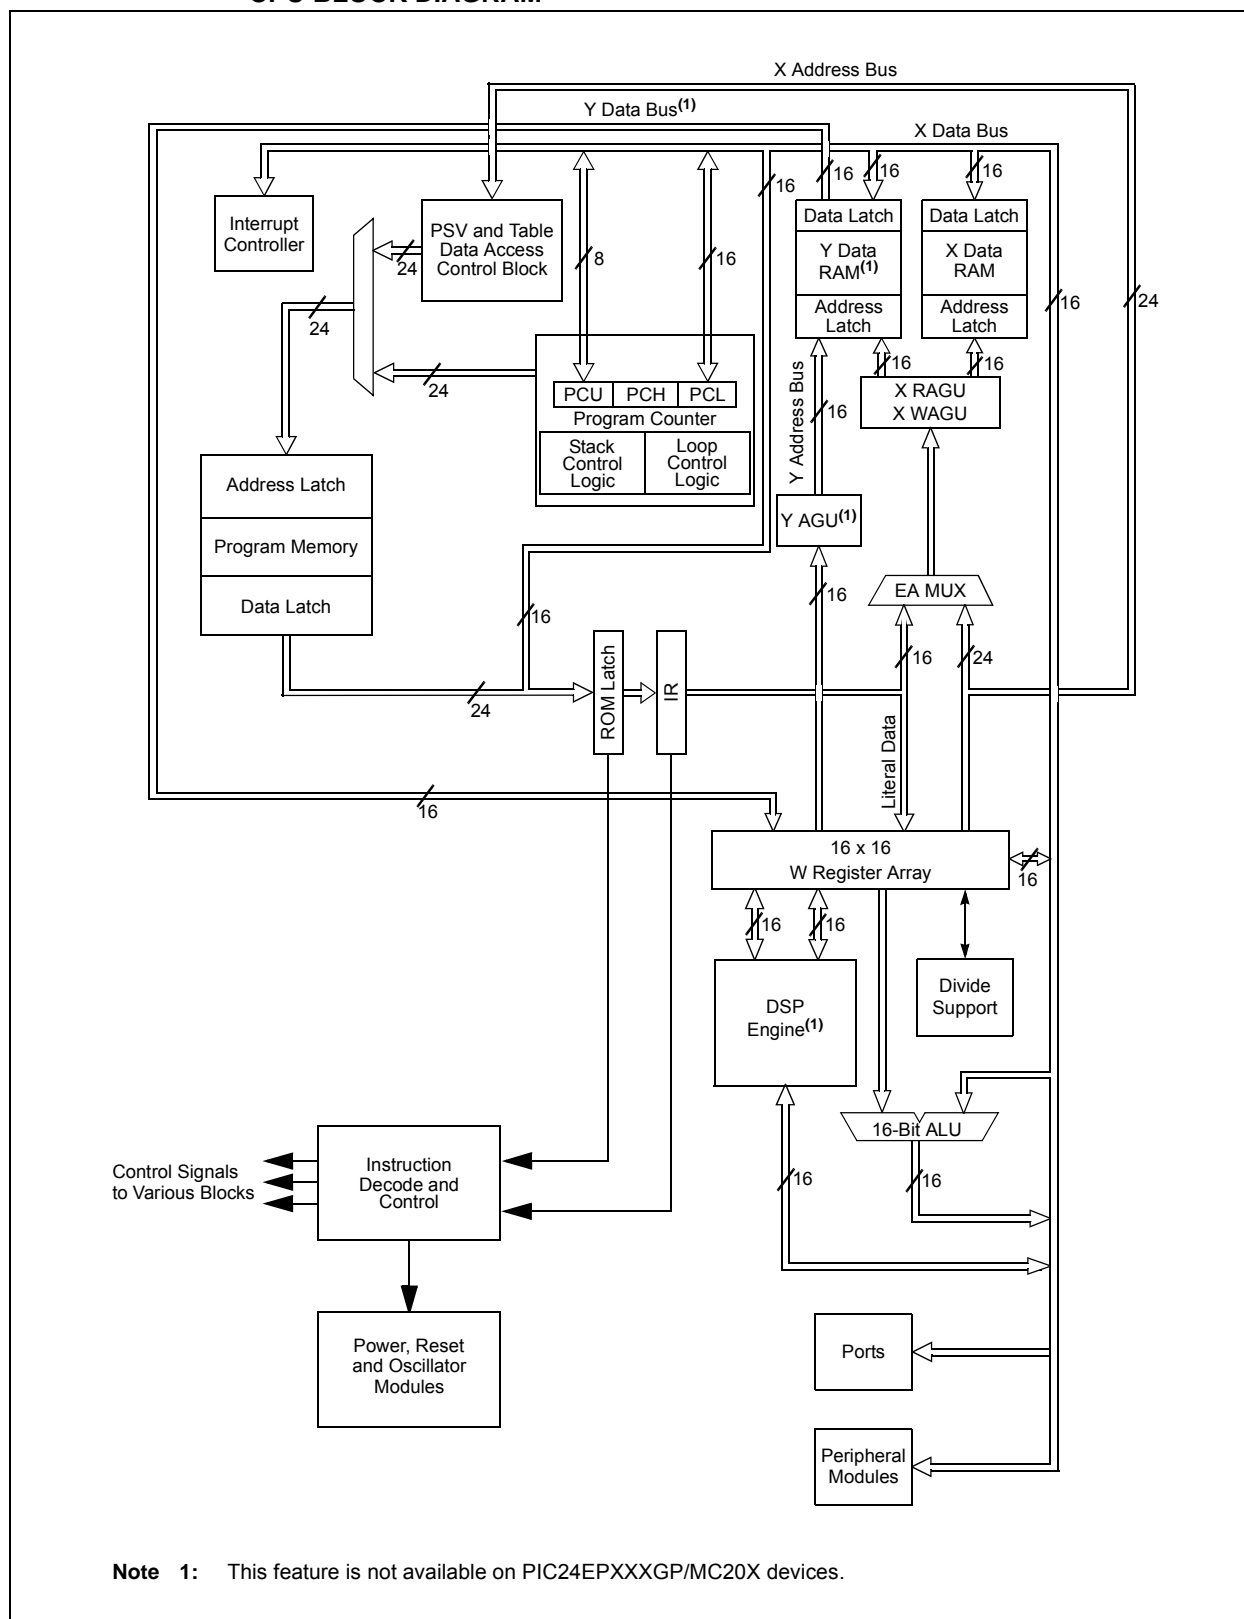 CPU BLOCK DIAGRAM
X Address Bus
Y Data Bus(1)
X Data Bus
16
16
16
16
Interrupt
Controller
PSV and Table
Data Access
Control Block
24
8
16
Data Latch
Y Data
RAM(1)
Address
Latch
Data Latch
X Data
RAM
Address
Latch
16
24
24
24
16
16
X RAGU
X WAGU
PCU
PCH
PCL
Program Counter
Stack
Control
Logic
Loop
Control
Logic
Y Address Bus
16
Y AGU(1)
Address Latch
Program Memory
Data Latch
EA MUX
16
16
16
24
24
ROM Latch
IR
Literal Data
16
16 x 16
W Register Array
16
16
16
DSP
Engine(1)
Divide
Support
16-Bit ALU
16
16
Control Signals
to Various Blocks
Instruction
Decode and
Control
Power, Reset
and Oscillator
Modules
Ports
Peripheral
Modules
Note 1: This feature is not available on PIC24EPXXXGP/MC20X devices.